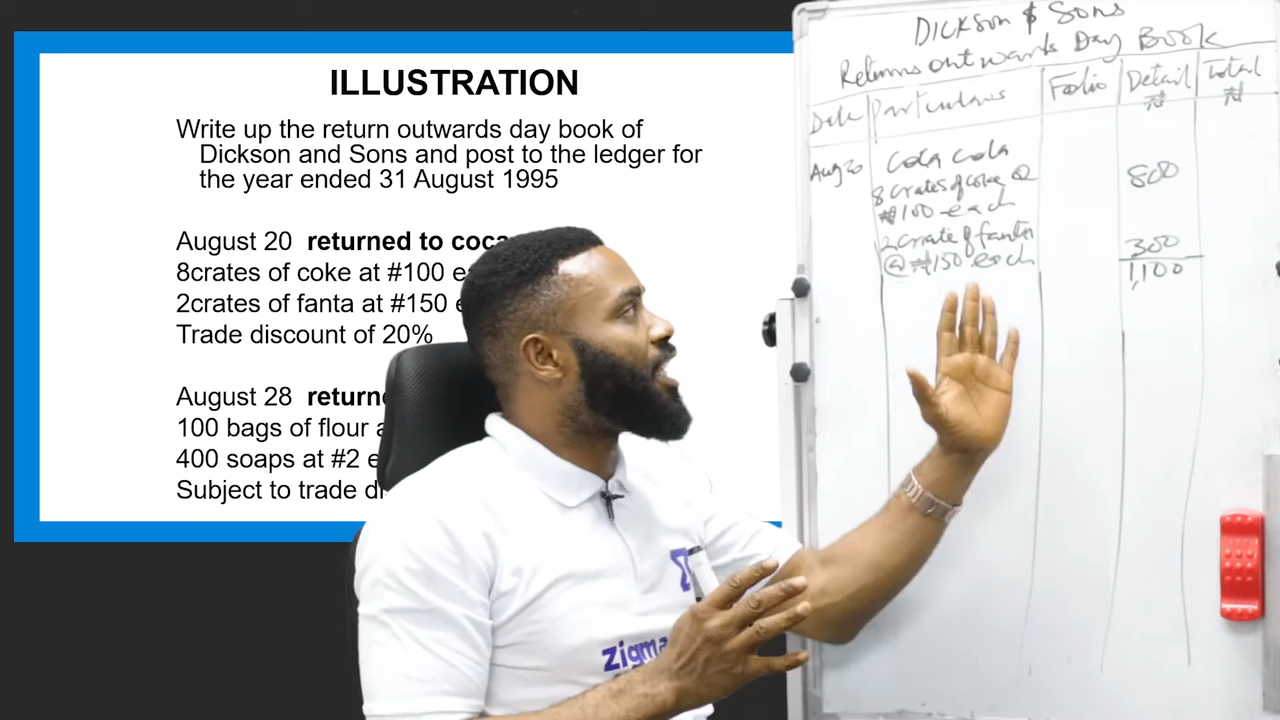 ILLUSTRATION
Write up the return outwards day book of
Dickson and Sons and post to the ledger for
the year ended 31 August 1995
August 20 returned to coca
8crates of coke at #100 e
2crates of fanta at #150 e
Trade discount of 20%
August 28 return
100 bags of flour a
400 soaps at #2 e
Subject to trade di
Dickson & Sons
Returns outwards Day Book
Date Particulars Folio Detail Total
₦ ₦
Aug 20 Cola Cola
8 Crates of coke @ 800
₦100 each
2 Crate of fanta 300
@ ₦150 each 1,100
zigma